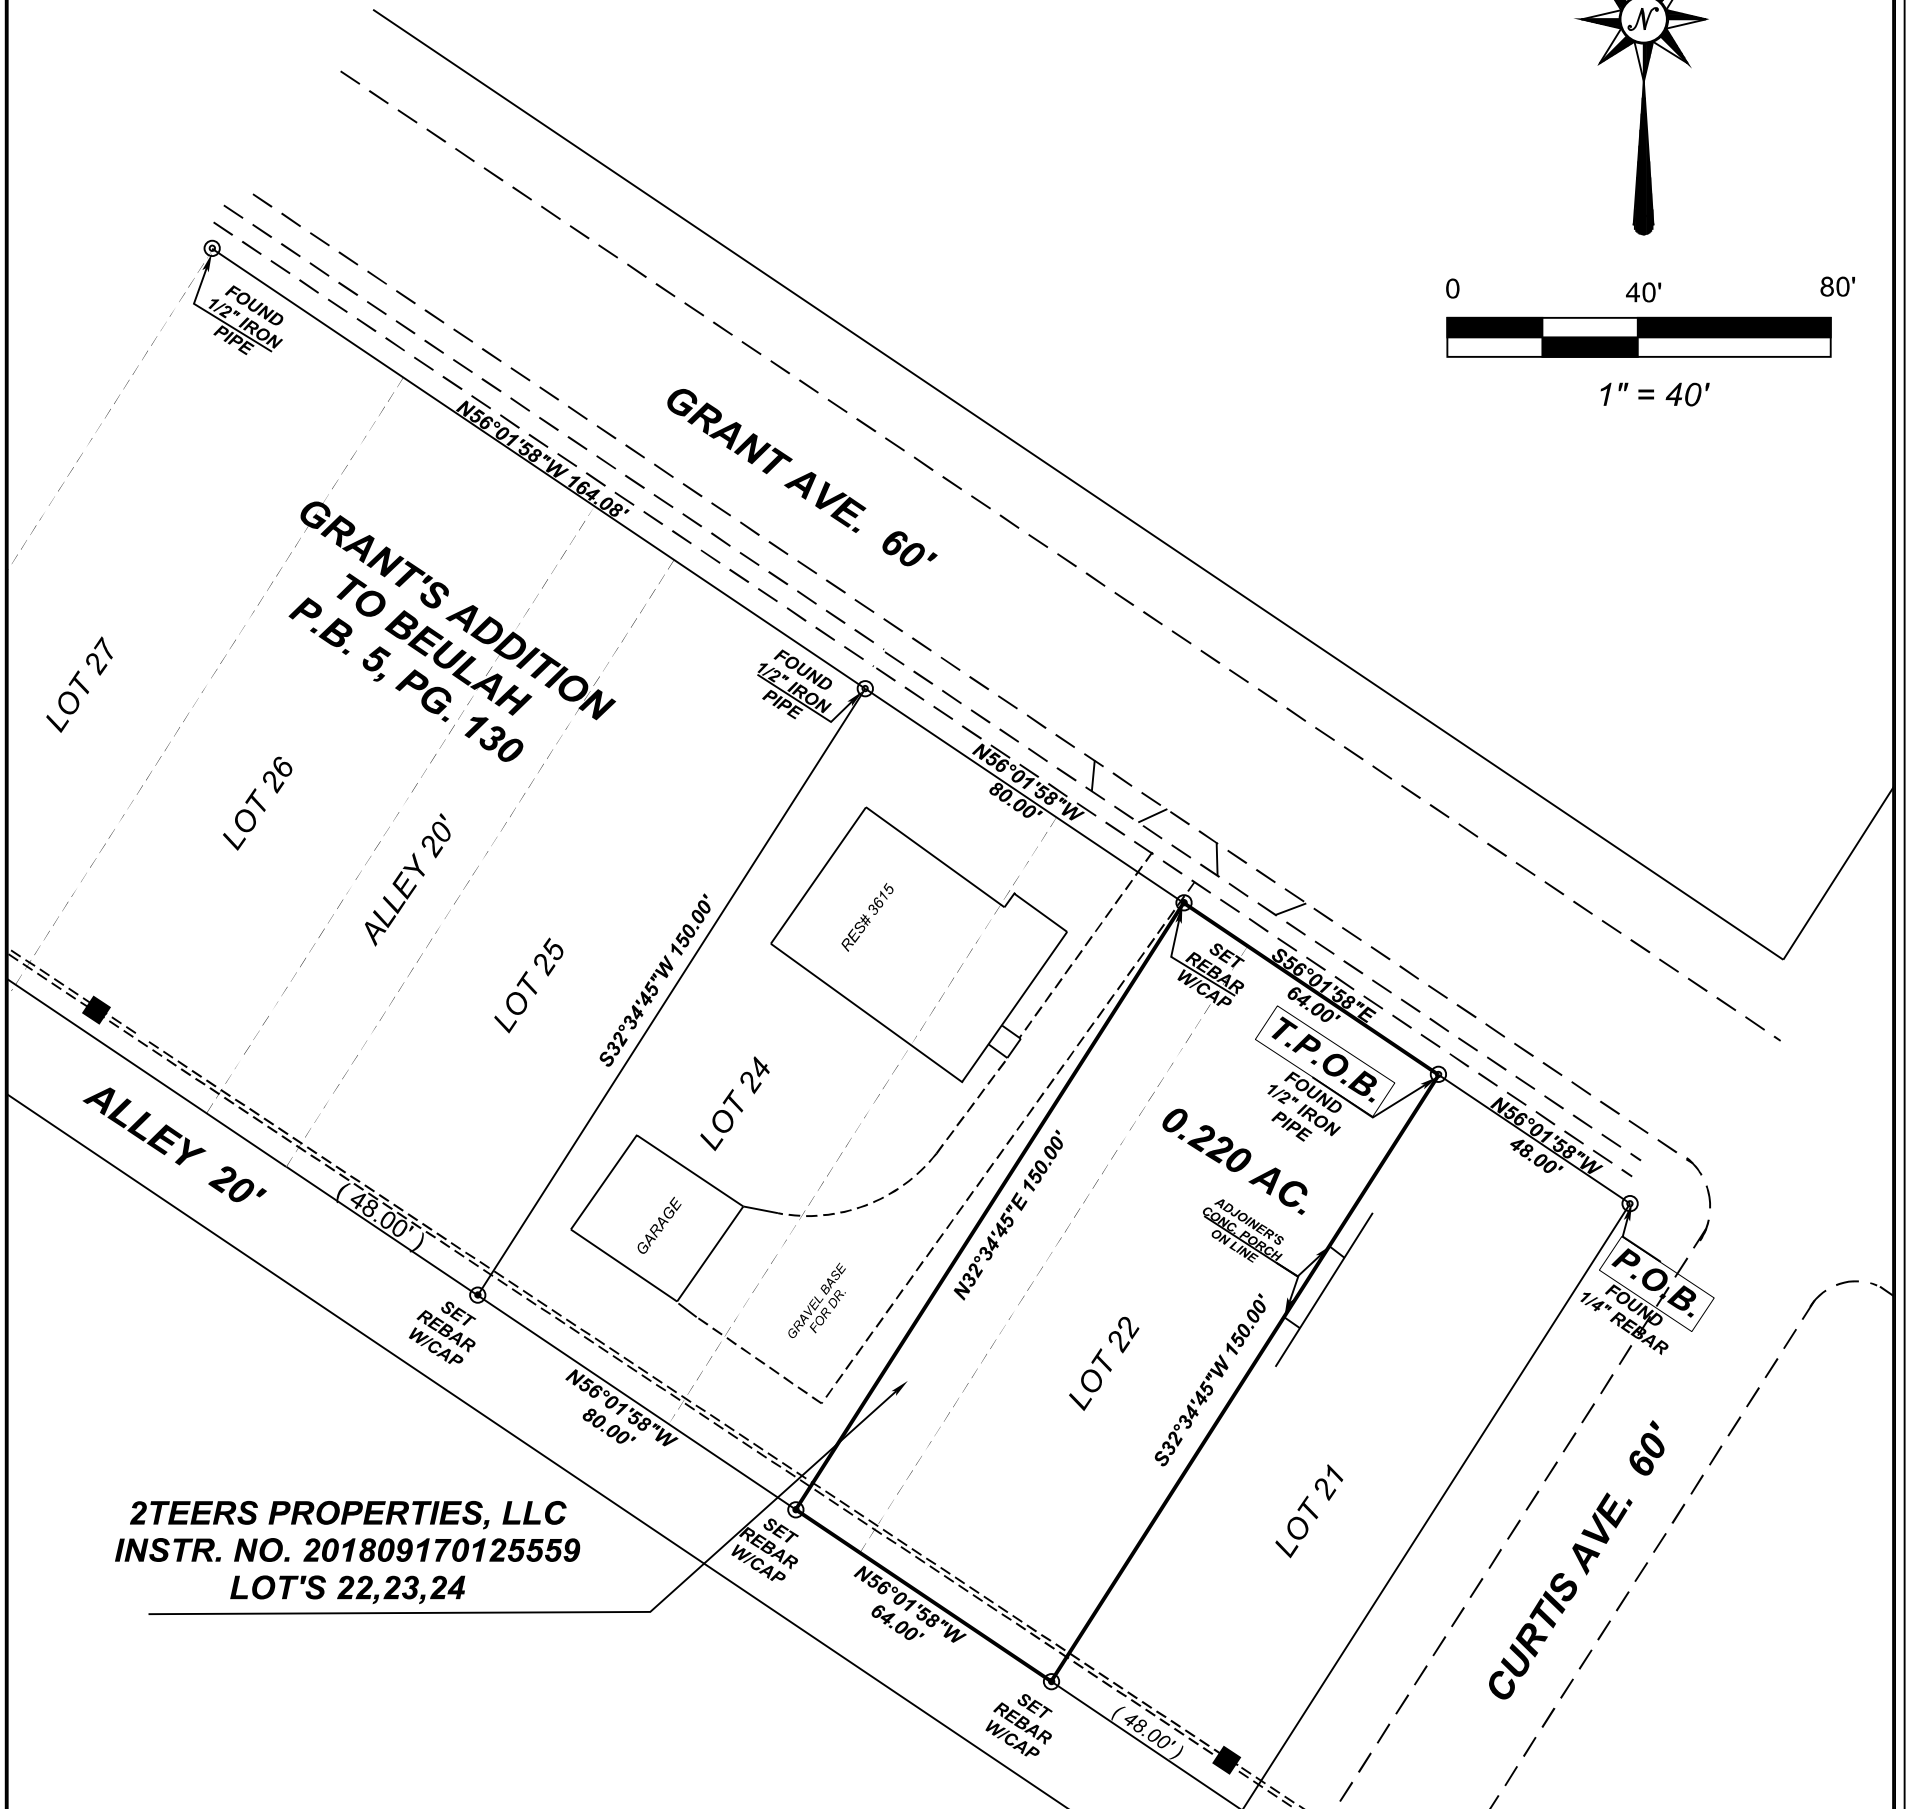 N
0 40' 80'
1" = 40'
FOUND
1/2" IRON
PIPE
N56°01'58"W 164.08'
GRANT AVE. 60'
GRANT'S ADDITION
TO BEULAH
P.B. 5, PG. 130
LOT 27
LOT 26
ALLEY 20'
LOT 25
FOUND
1/2" IRON
PIPE
N56°01'58"W
80.00'
S32°34'45"W 150.00'
RES# 3615
LOT 24
GARAGE
GRAVEL BASE
FOR DR.
SET
REBAR
W/CAP
S56°01'58"E
64.00'
T.P.O.B.
FOUND
1/2" IRON
PIPE
N56°01'58"W
48.00'
0.220 AC.
ADJOINER'S
CONC. PORCH
ON LINE
N32°34'45"E 150.00'
P.O.B.
FOUND
1/4" REBAR
LOT 22
S32°34'45"W 150.00'
LOT 21
CURTIS AVE. 60'
ALLEY 20'
( 48.00' )
SET
REBAR
W/CAP
N56°01'58"W
80.00'
2TEERS PROPERTIES, LLC
INSTR. NO. 201809170125559
LOT'S 22,23,24
SET
REBAR
W/CAP
N56°01'58"W
64.00'
SET
REBAR
W/CAP
( 48.00' )